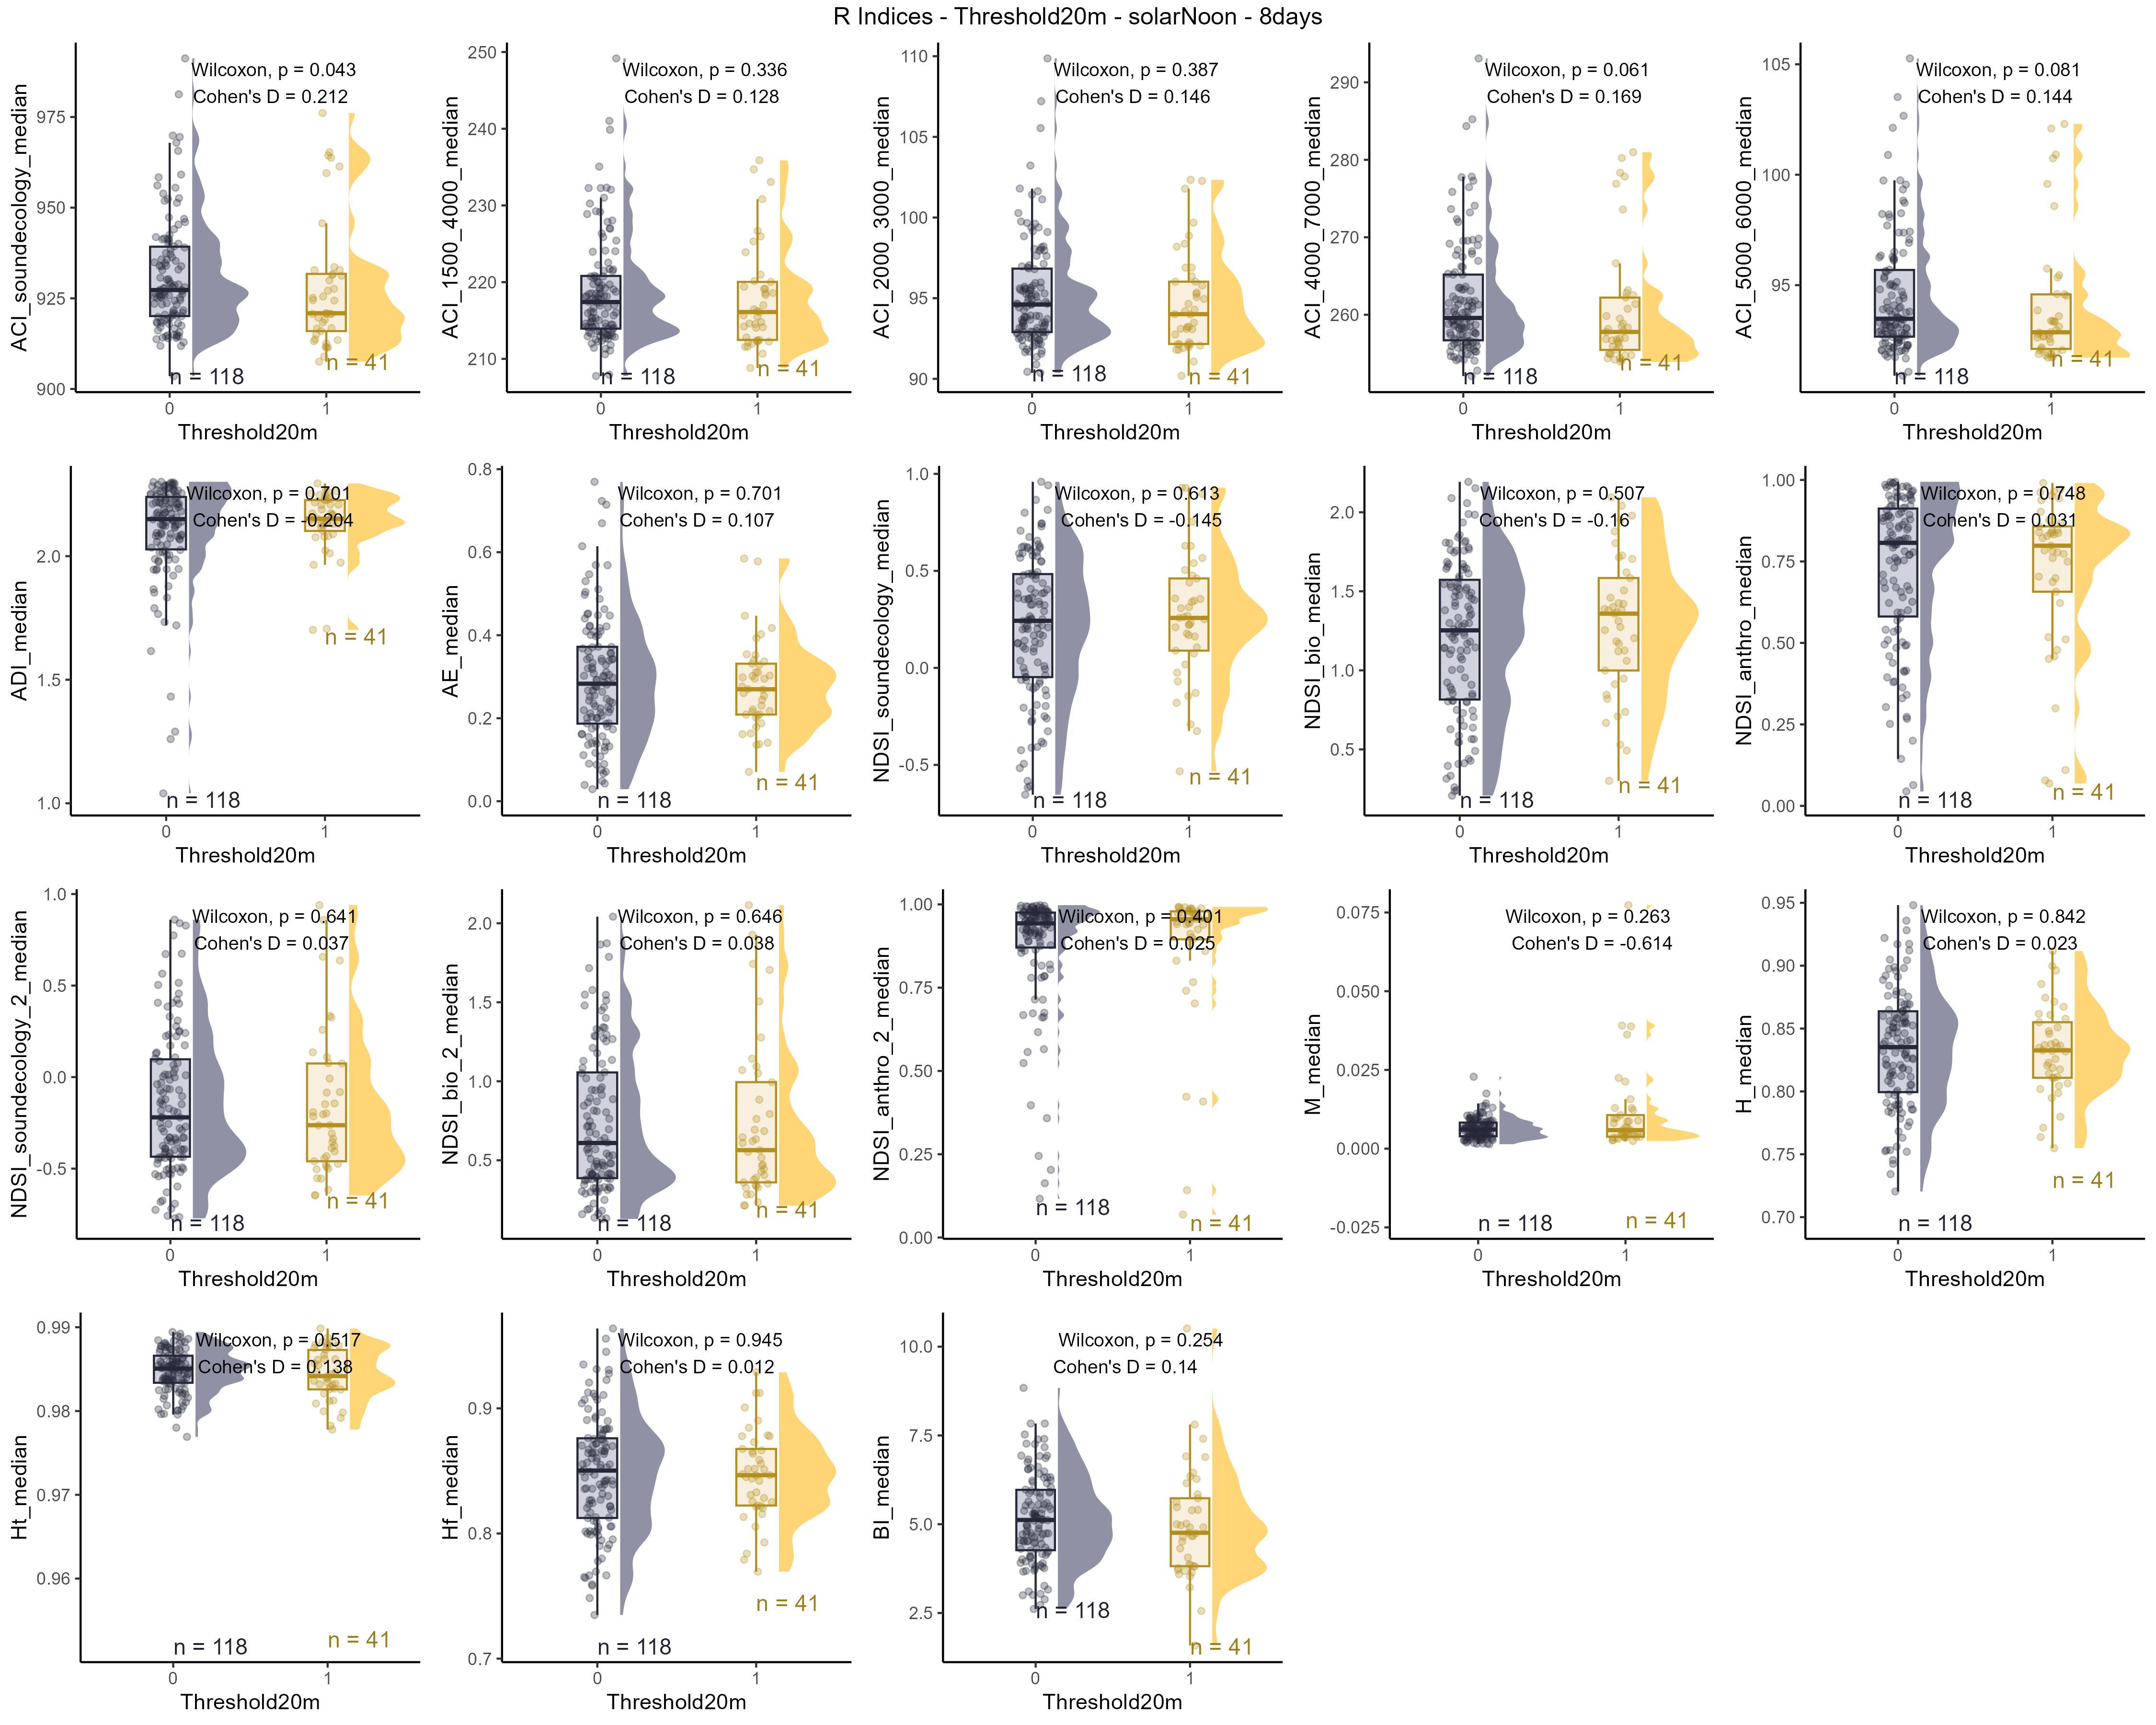 R Indices - Threshold20m - solarNoon - 8days
ACI_soundecology_median
975
950
925
900
Wilcoxon, p = 0.043
Cohen's D = 0.212
n = 118
n = 41
0
1
Threshold20m
ACI_1500_4000_median
250
240
230
220
210
Wilcoxon, p = 0.336
Cohen's D = 0.128
n = 118
n = 41
0
1
Threshold20m
ACI_2000_3000_median
110
105
100
95
90
Wilcoxon, p = 0.387
Cohen's D = 0.146
n = 118
n = 41
0
1
Threshold20m
ACI_4000_7000_median
290
280
270
260
Wilcoxon, p = 0.061
Cohen's D = 0.169
n = 118
n = 41
0
1
Threshold20m
ACI_5000_6000_median
105
100
95
Wilcoxon, p = 0.081
Cohen's D = 0.144
n = 118
n = 41
0
1
Threshold20m
ADI_median
2.0
1.5
1.0
Wilcoxon, p = 0.701
Cohen's D = -0.204
n = 118
n = 41
0
1
Threshold20m
AE_median
0.8
0.6
0.4
0.2
0.0
Wilcoxon, p = 0.701
Cohen's D = 0.107
n = 118
n = 41
0
1
Threshold20m
NDSI_soundecology_median
1.0
0.5
0.0
-0.5
Wilcoxon, p = 0.613
Cohen's D = -0.145
n = 118
n = 41
0
1
Threshold20m
NDSI_bio_median
2.0
1.5
1.0
0.5
Wilcoxon, p = 0.507
Cohen's D = -0.16
n = 118
n = 41
0
1
Threshold20m
NDSI_anthro_median
1.00
0.75
0.50
0.25
0.00
Wilcoxon, p = 0.748
Cohen's D = 0.031
n = 118
n = 41
0
1
Threshold20m
NDSI_soundecology_2_median
1.0
0.5
0.0
-0.5
Wilcoxon, p = 0.641
Cohen's D = 0.037
n = 118
n = 41
0
1
Threshold20m
NDSI_bio_2_median
2.0
1.5
1.0
0.5
Wilcoxon, p = 0.646
Cohen's D = 0.038
n = 118
n = 41
0
1
Threshold20m
NDSI_anthro_2_median
1.00
0.75
0.50
0.25
0.00
Wilcoxon, p = 0.401
Cohen's D = 0.025
n = 118
n = 41
0
1
Threshold20m
M_median
0.075
0.050
0.025
0.000
-0.025
Wilcoxon, p = 0.263
Cohen's D = -0.614
n = 118
n = 41
0
1
Threshold20m
H_median
0.95
0.90
0.85
0.80
0.75
0.70
Wilcoxon, p = 0.842
Cohen's D = 0.023
n = 118
n = 41
0
1
Threshold20m
Ht_median
0.99
0.98
0.97
0.96
Wilcoxon, p = 0.517
Cohen's D = 0.138
n = 118
n = 41
0
1
Threshold20m
Hf_median
0.9
0.8
0.7
Wilcoxon, p = 0.945
Cohen's D = 0.012
n = 118
n = 41
0
1
Threshold20m
BI_median
10.0
7.5
5.0
2.5
Wilcoxon, p = 0.254
Cohen's D = 0.14
n = 118
n = 41
0
1
Threshold20m